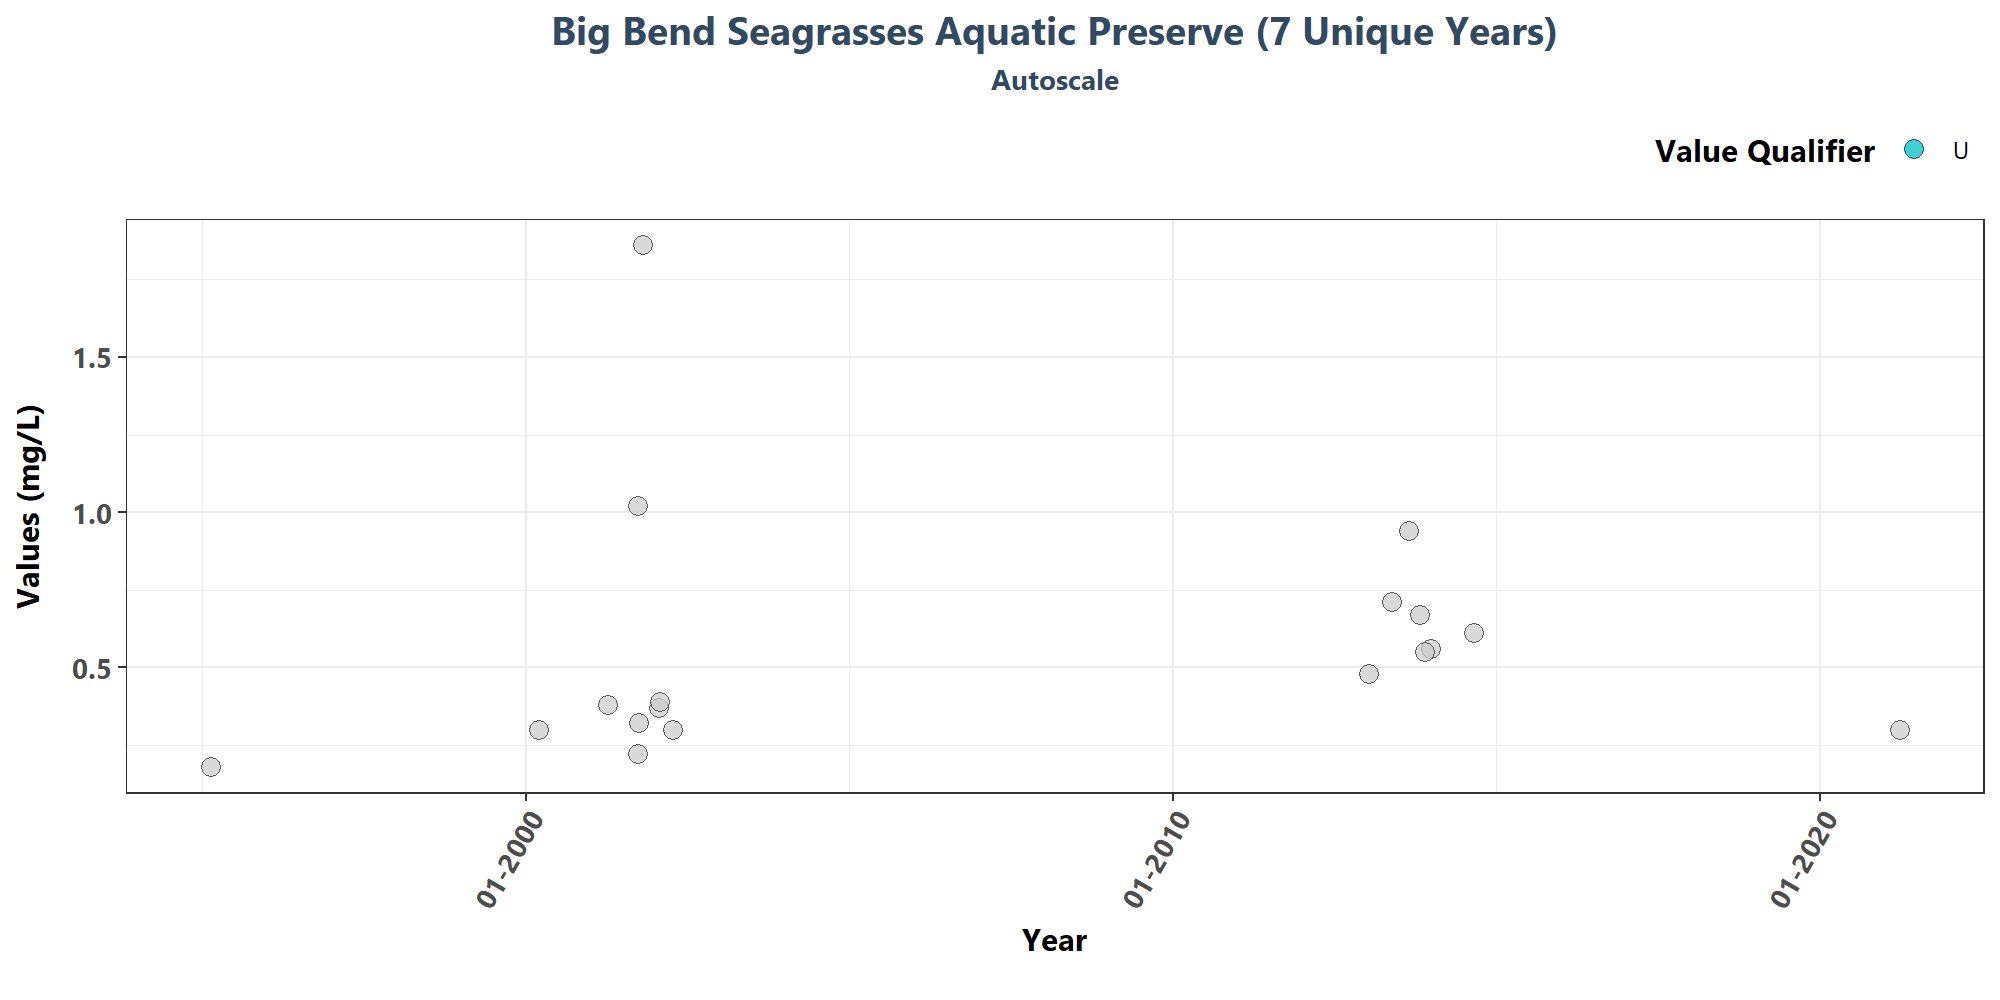 Big Bend Seagrasses Aquatic Preserve (7 Unique Years)
Autoscale
Value Qualifier U
Values (mg/L)
1.5
1.0
0.5
01-2000
01-2010
01-2020
Year